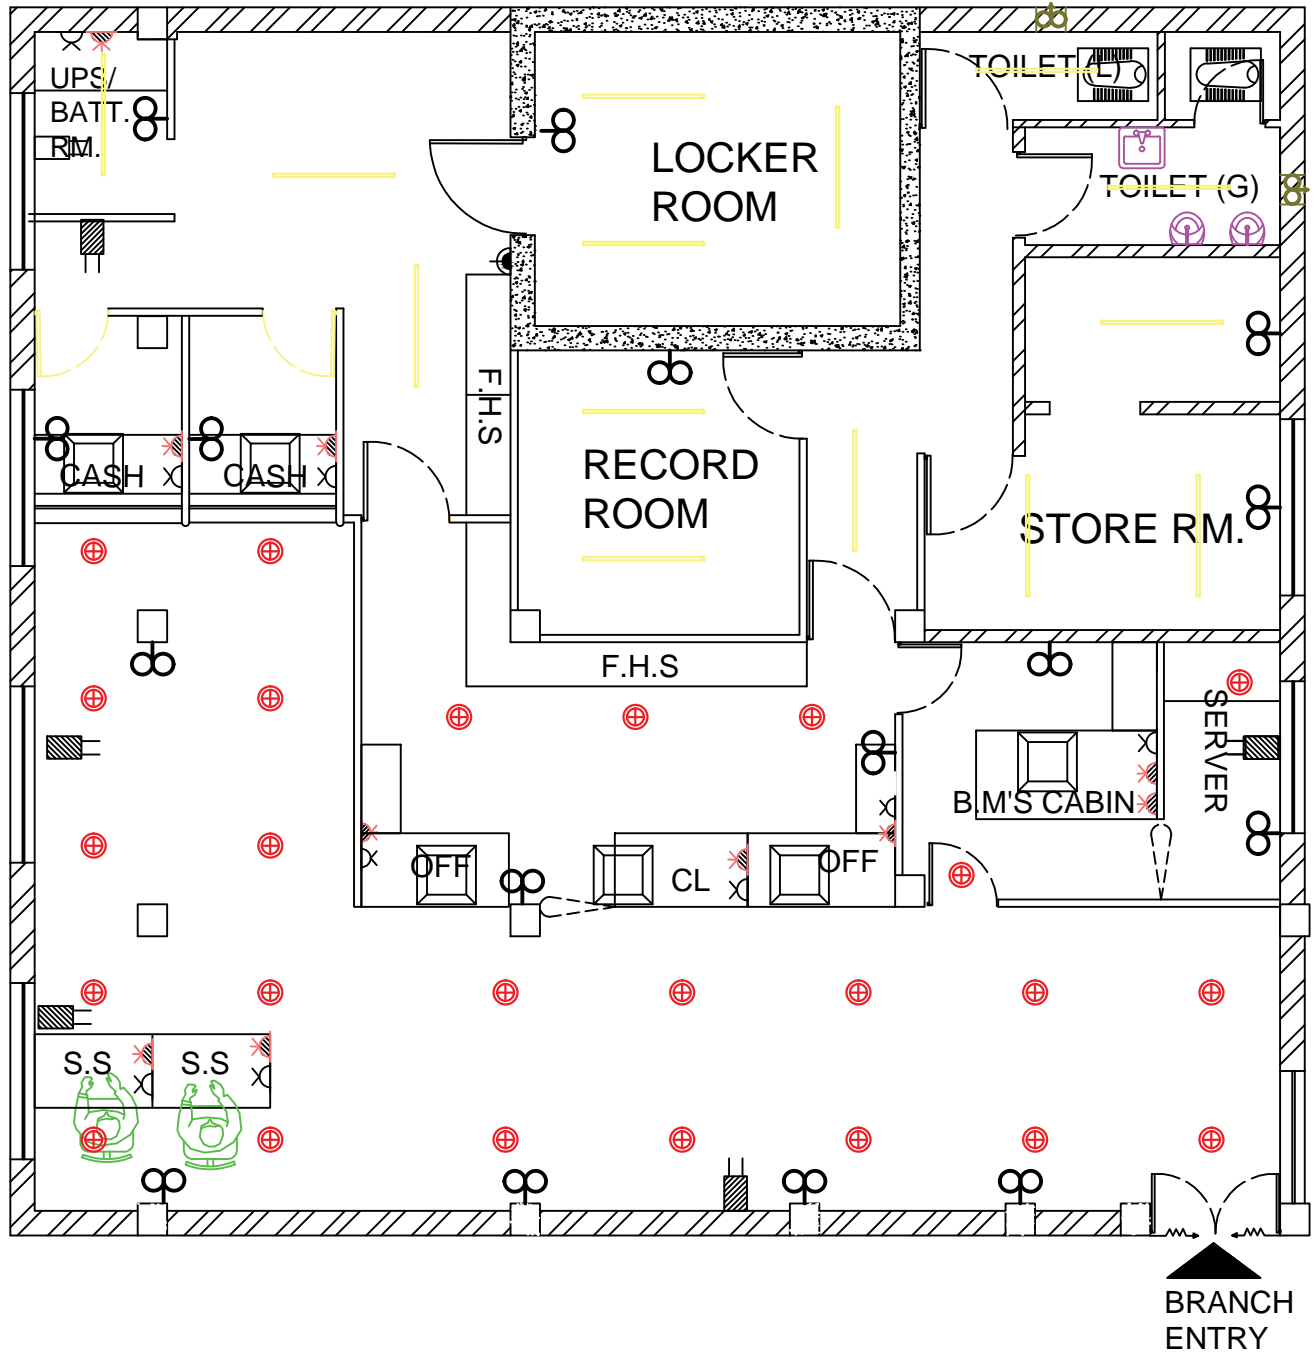 UPS/
BATT.
RM.
LOCKER
ROOM
TOILET (L)
TOILET (G)
CASH
CASH
F.H.S
RECORD
ROOM
STORE RM.
F.H.S
SERVER
B.M'S CABIN
OFF
CL
OFF
S.S
S.S
BRANCH
ENTRY